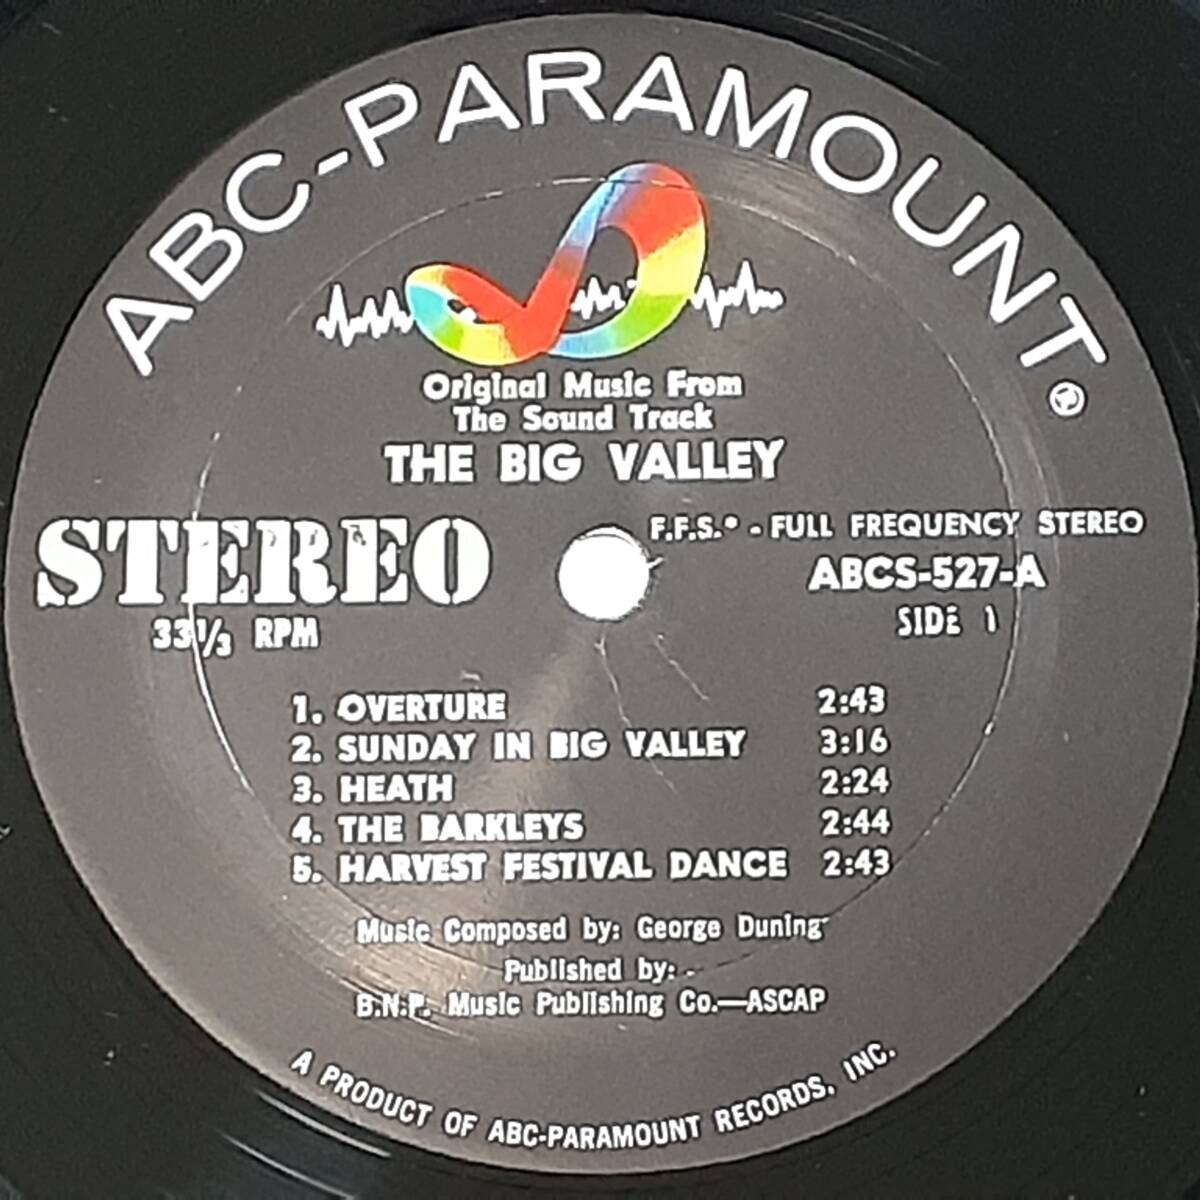 ABC-PARAMOUNT®
Original Music From
The Sound Track
THE BIG VALLEY
STEREO
33 1/3 RPM
F.F.S.* - FULL FREQUENCY STEREO
ABCS-527-A
SIDE 1
1. OVERTURE 2:43
2. SUNDAY IN BIG VALLEY 3:16
3. HEATH 2:24
4. THE BARKLEYS 2:44
5. HARVEST FESTIVAL DANCE 2:43
Music Composed by: George Duning
Published by:
B.N.P. Music Publishing Co.—ASCAP
A PRODUCT OF ABC-PARAMOUNT RECORDS, INC.